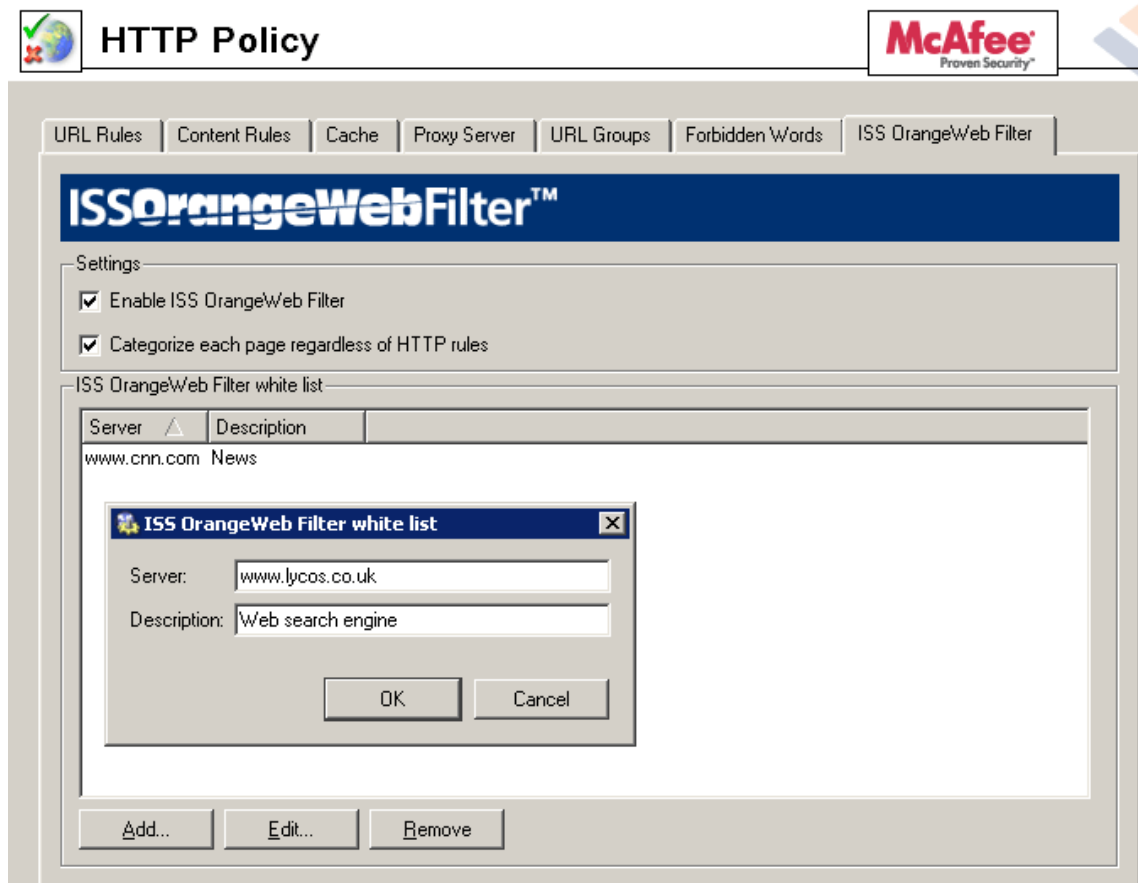 HTTP Policy
McAfee
Proven Security™
URL Rules
Content Rules
Cache
Proxy Server
URL Groups
Forbidden Words
ISS OrangeWeb Filter
ISSOrangeWebFilter™
Settings
Enable ISS OrangeWeb Filter
Categorize each page regardless of HTTP rules
ISS OrangeWeb Filter white list
Server Description
www.cnn.com News
ISS OrangeWeb Filter white list
Server: www.lycos.co.uk
Description: Web search engine
OK Cancel
Add... Edit... Remove